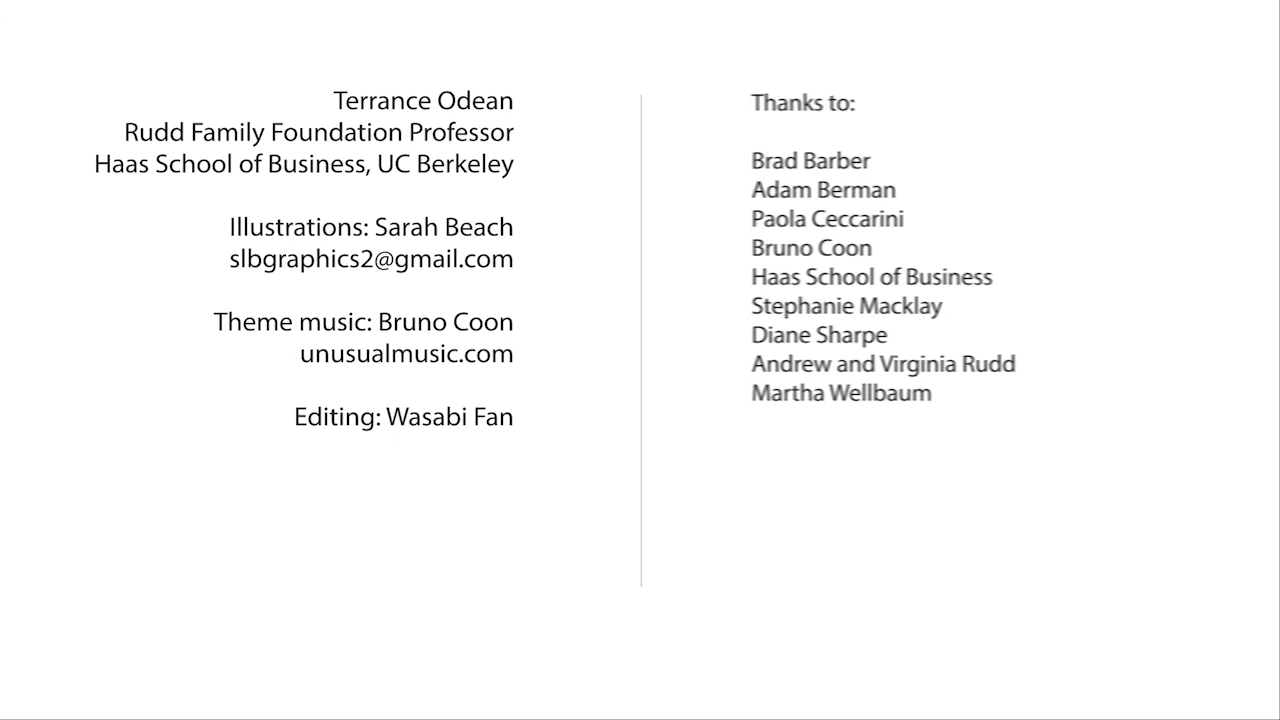 Terrance Odean
Rudd Family Foundation Professor
Haas School of Business, UC Berkeley
Illustrations: Sarah Beach
slbgraphics2@gmail.com
Theme music: Bruno Coon
unusualmusic.com
Editing: Wasabi Fan
Thanks to:
Brad Barber
Adam Berman
Paola Ceccarini
Bruno Coon
Haas School of Business
Stephanie Macklay
Diane Sharpe
Andrew and Virginia Rudd
Martha Wellbaum